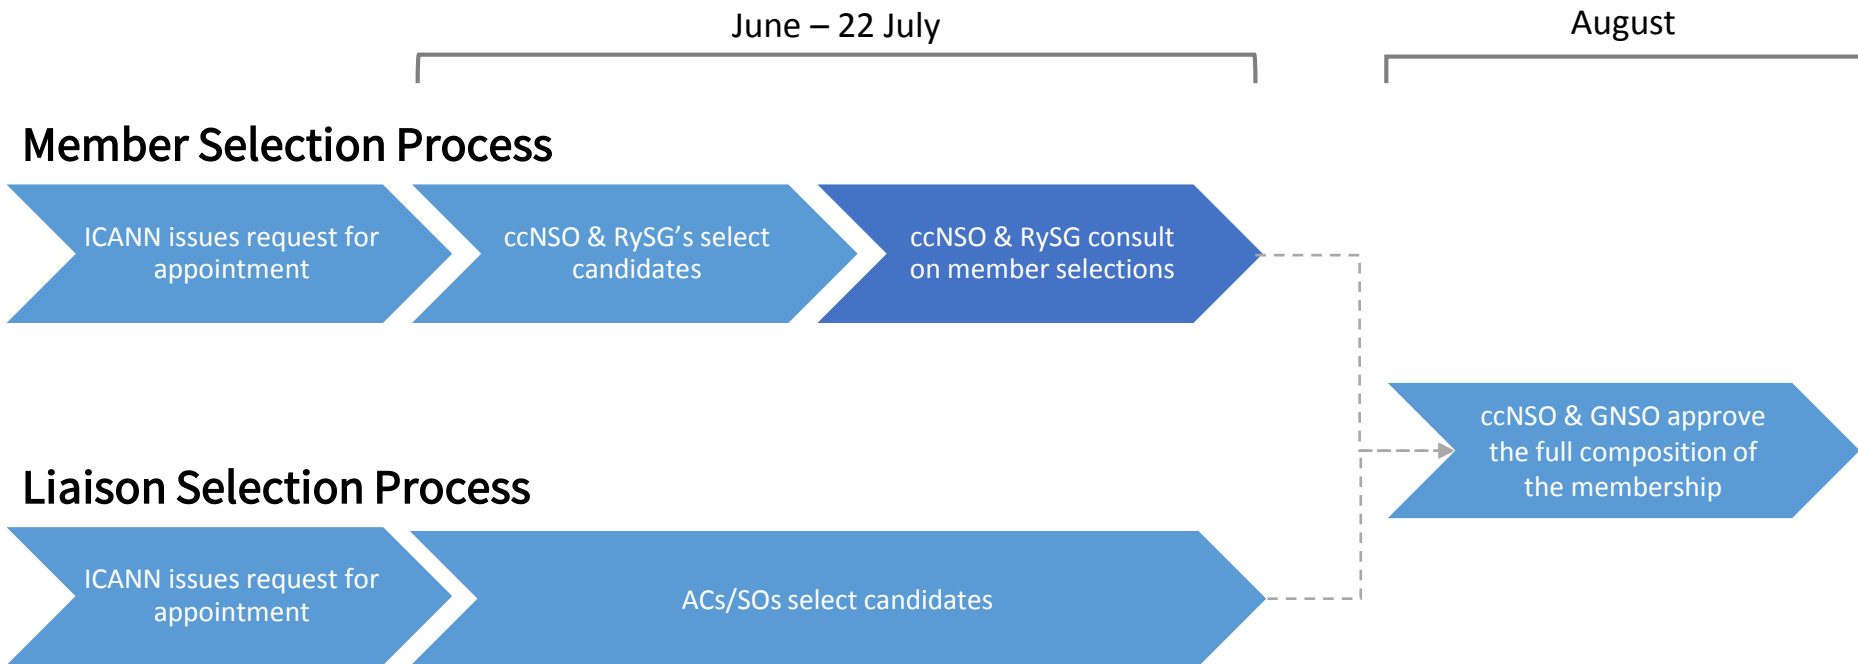 June – 22 July
August
Member Selection Process
ICANN issues request for
appointment
ccNSO & RySG’s select
candidates
ccNSO & RySG consult
on member selections
ccNSO & GNSO approve
the full composition of
the membership
Liaison Selection Process
ICANN issues request for
appointment
ACs/SOs select candidates